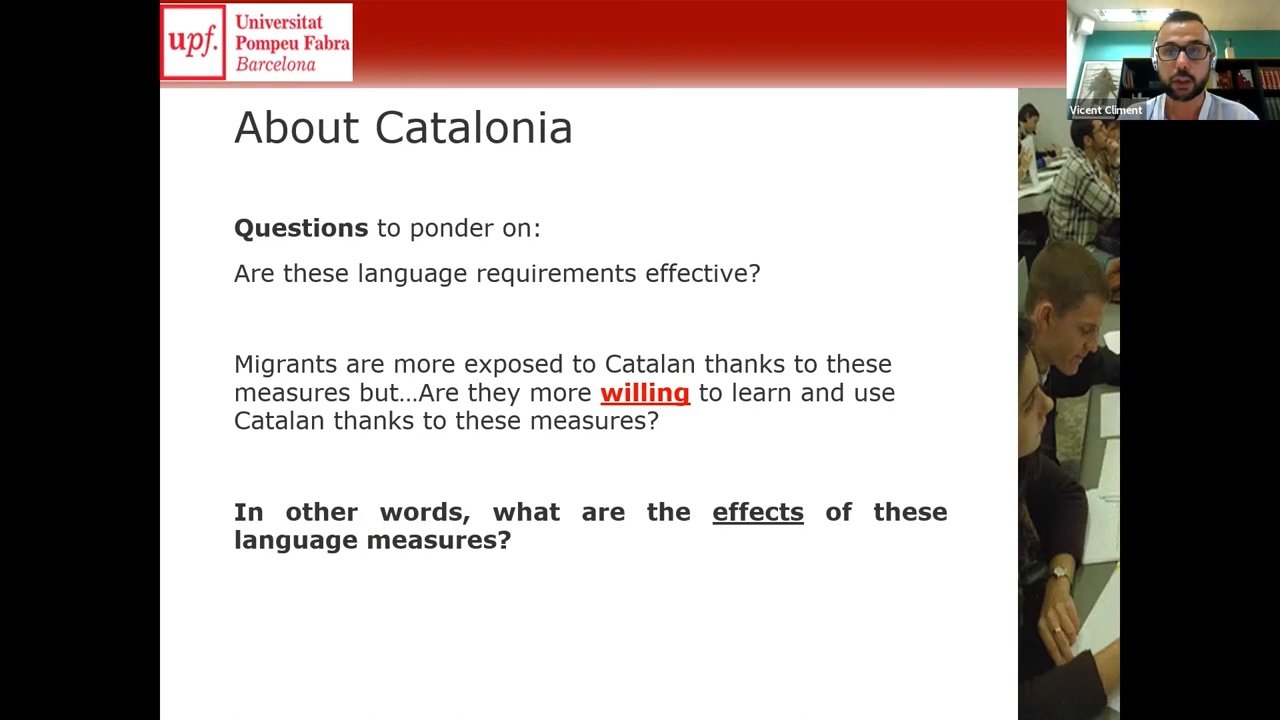 upf.
Universitat
Pompeu Fabra
Barcelona
Vicent Climent
About Catalonia
Questions to ponder on:
Are these language requirements effective?
Migrants are more exposed to Catalan thanks to these
measures but...Are they more willing to learn and use
Catalan thanks to these measures?
In other words, what are the effects of these
language measures?